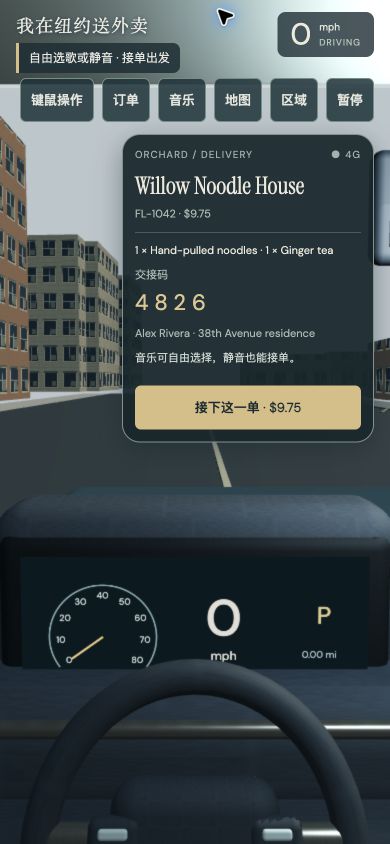 我在纽约送外卖
自由选歌或静音 · 接单出发
0 mph
DRIVING
键鼠操作 订单 音乐 地图 区域 暂停
ORCHARD / DELIVERY 4G
Willow Noodle House
FL-1042 · $9.75
1 × Hand-pulled noodles · 1 × Ginger tea
交接码
4826
Alex Rivera · 38th Avenue residence
音乐可自由选择，静音也能接单。
接下这一单 · $9.75
0 10 20 30 40 50 60 70 80
0
mph
P
0.00 mi